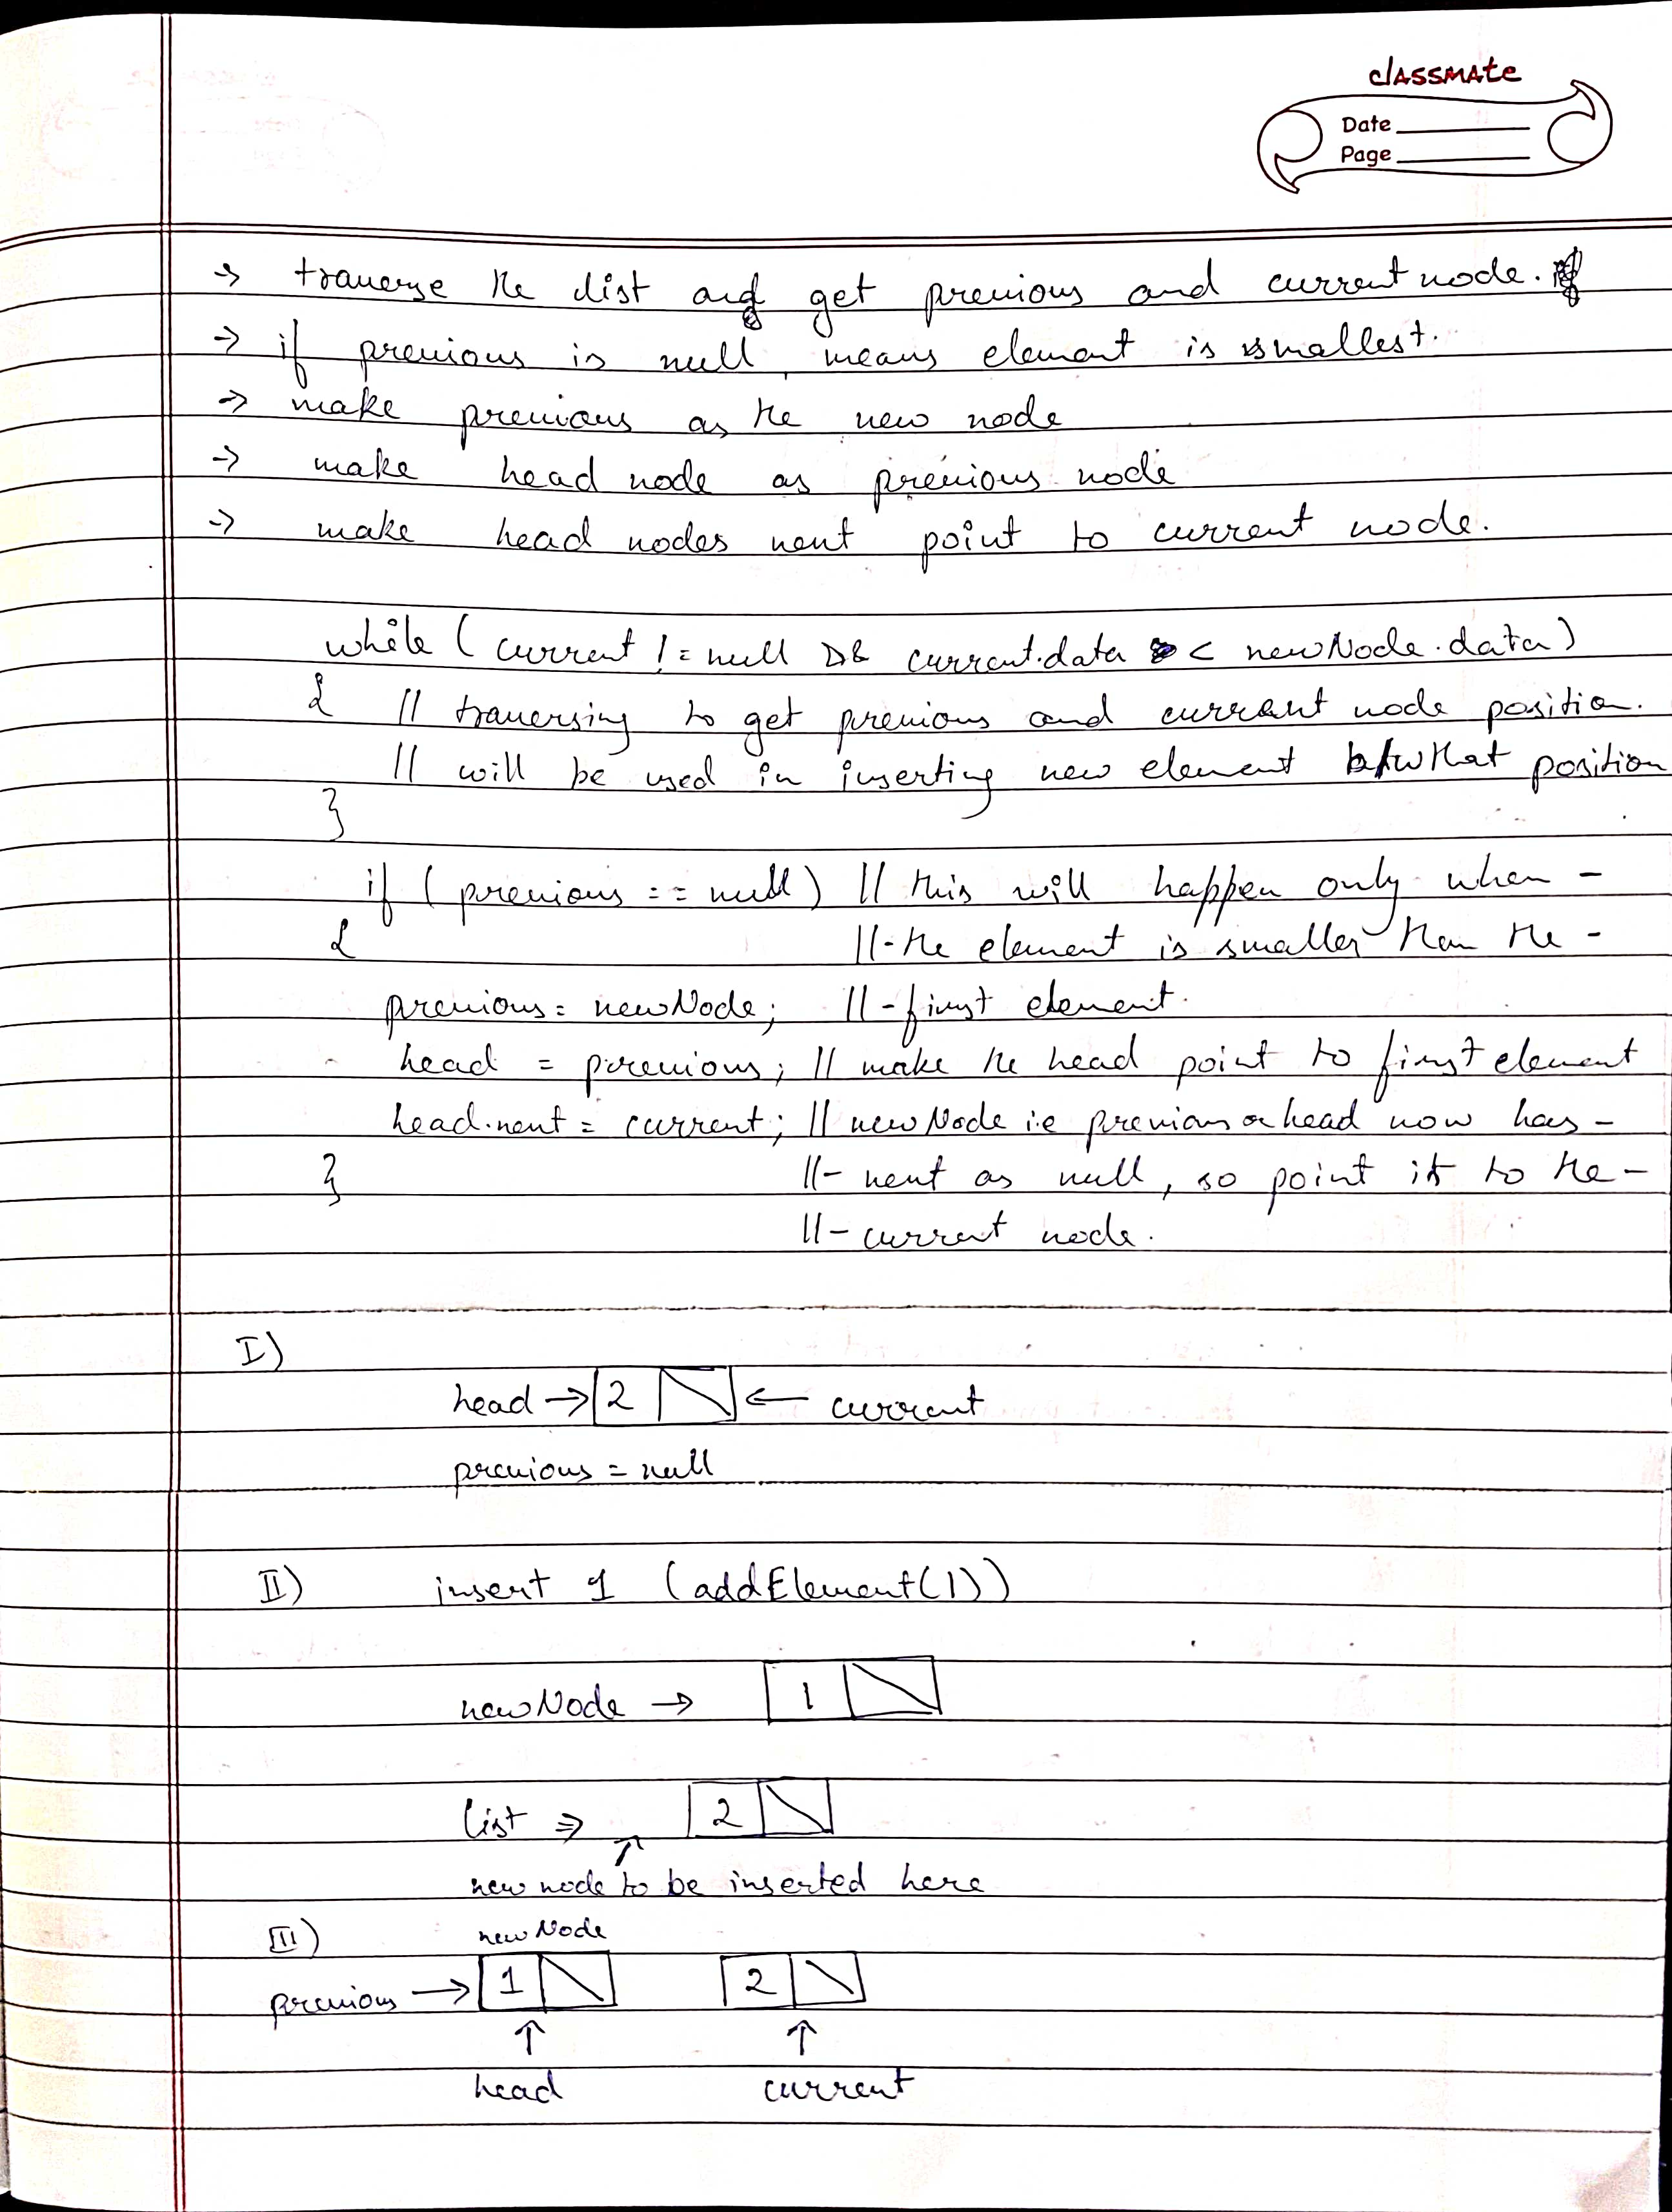 classmate
Date
Page
→ traverse the list and get previous and current node.
→ if previous is null, means element is smallest.
→ make previous as the new node
→ make head node as previous node
→ make head nodes next point to current node.
while ( current != null && current.data < newNode.data)
{ // traversing to get previous and current node position.
// will be used in inserting new element b/w that position
}
if ( previous == null) // this will happen only when -
{ //-the element is smaller than the -
previous = newNode; //-first element.
head = previous; // make the head point to first element
head.next = current; // newNode i.e previous or head now has -
} //- next as null, so point it to the -
//- current node.
I)
head → 2 ← current
previous = null
II) insert 1 (addElement(1))
newNode → 1
list ⇒ 2
↑
new node to be inserted here
III) newNode
previous → 1 2
↑ ↑
head current